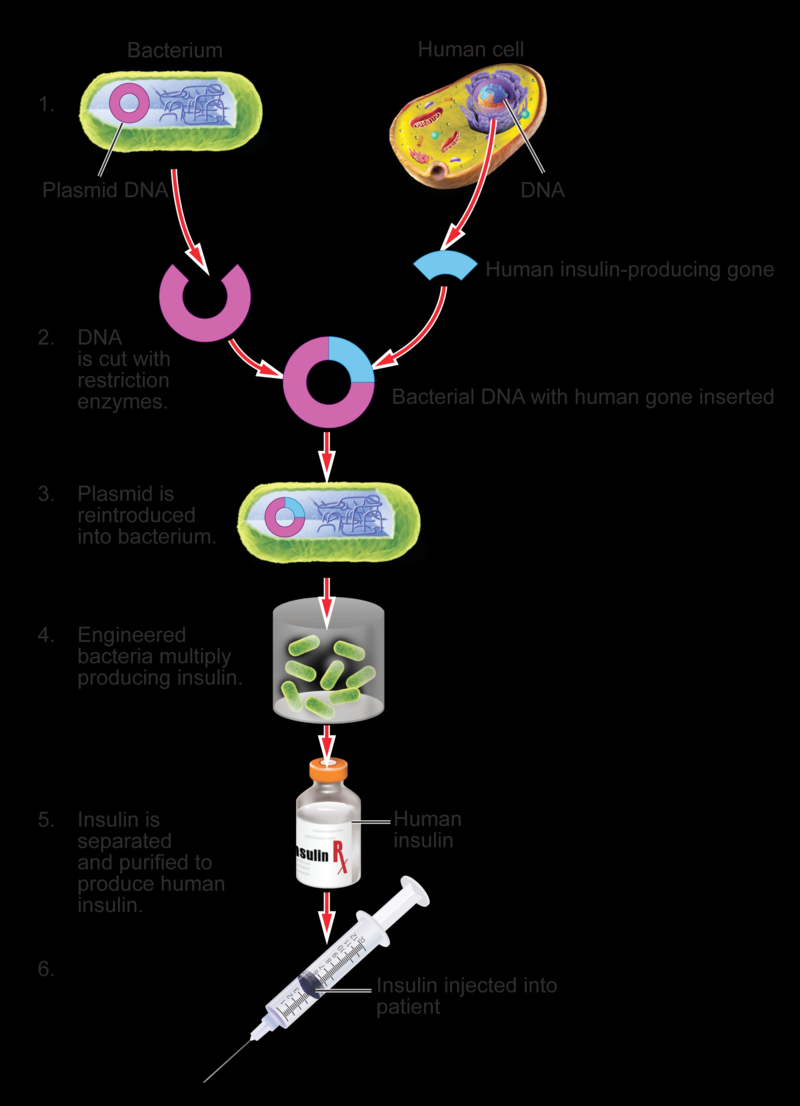 Bacterium
Human cell
1.
Plasmid DNA
DNA
Human insulin-producing gone
2. DNA
is cut with
restriction
enzymes.
Bacterial DNA with human gone inserted
3. Plasmid is
reintroduced
into bacterium.
4. Engineered
bacteria multiply
producing insulin.
5. Insulin is
separated
and purified to
produce human
insulin.
Human
insulin
nsulin Rx
6.
Insulin injected into
patient